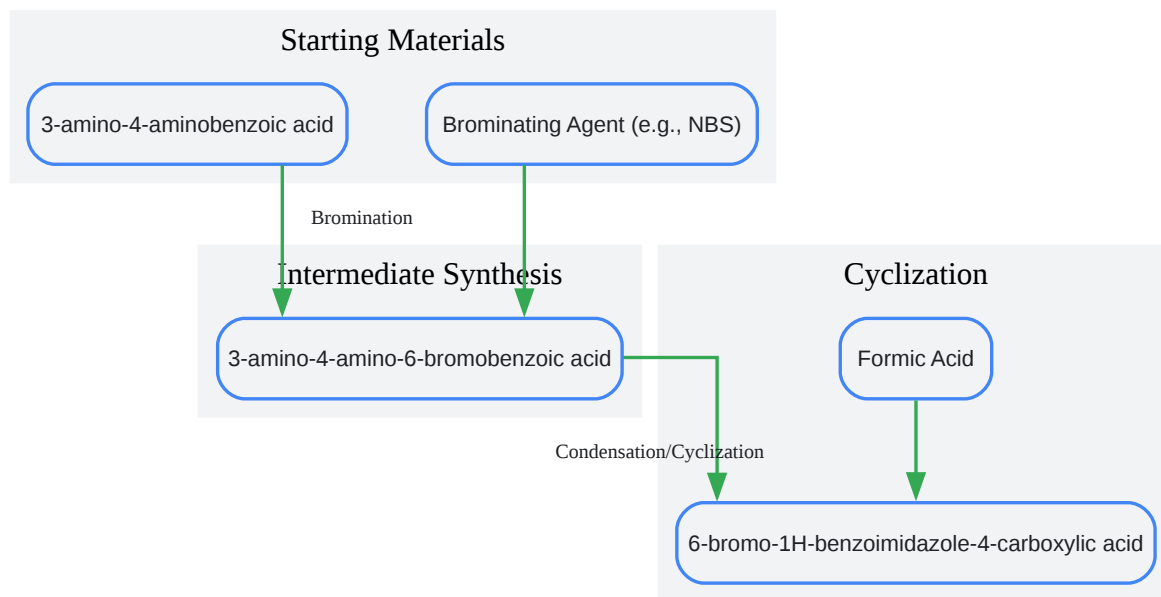 Starting Materials
3-amino-4-aminobenzoic acid
Brominating Agent (e.g., NBS)
Bromination
Intermediate Synthesis
Cyclization
3-amino-4-amino-6-bromobenzoic acid
Formic Acid
Condensation/Cyclization
6-bromo-1H-benzoimidazole-4-carboxylic acid